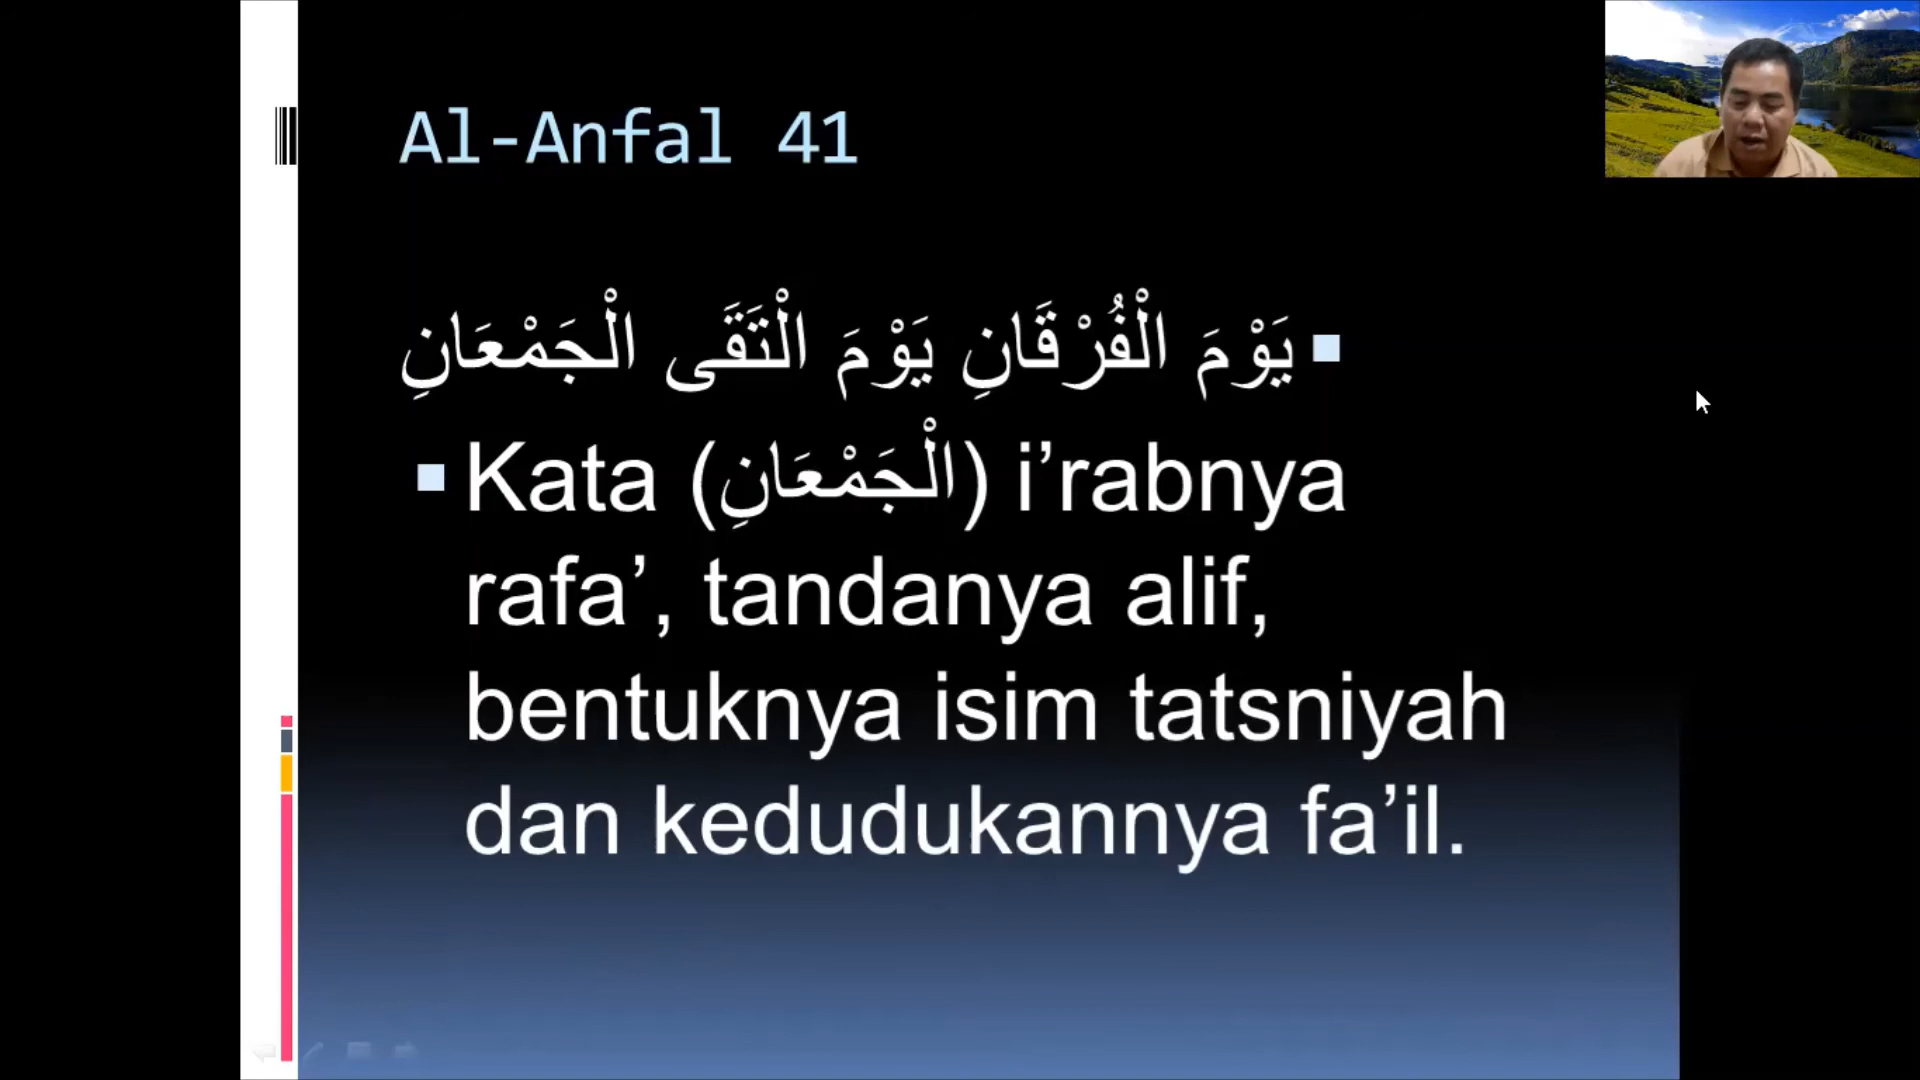 Al-Anfal 41
يَوْمَ الْفُرْقَانِ يَوْمَ الْتَقَى الْجَمْعَانِ
Kata (الْجَمْعَانِ) i’rabnya
rafa’, tandanya alif,
bentuknya isim tatsniyah
dan kedudukannya fa’il.